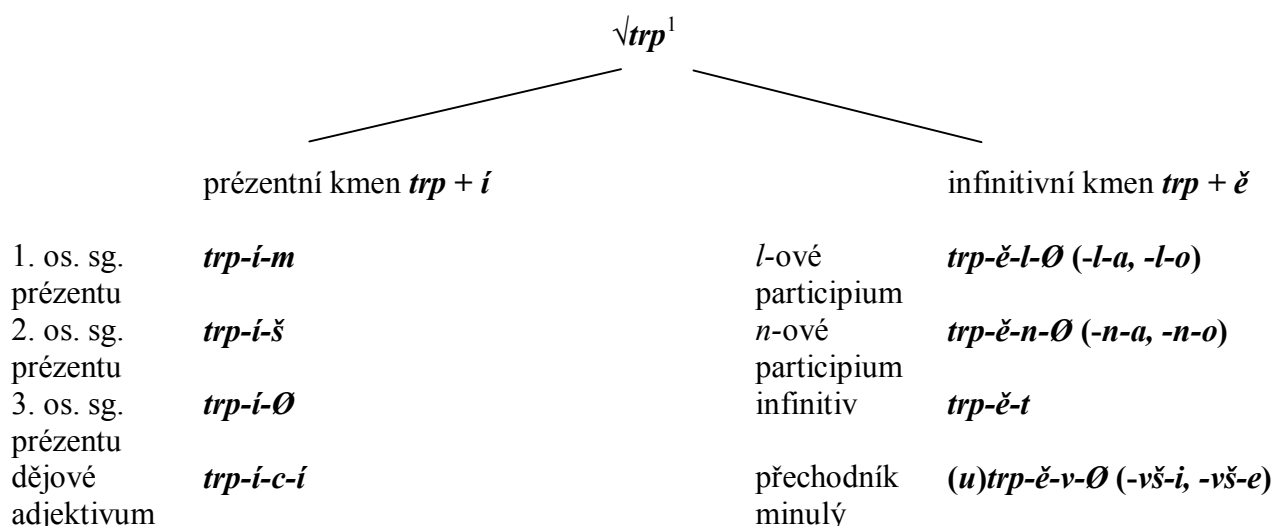 √trp¹
prézentní kmen trp + í infinitivní kmen trp + ě
1. os. sg. trp-í-m l-ové trp-ě-l-Ø (-l-a, -l-o)
prézentu participium
2. os. sg. trp-í-š n-ové trp-ě-n-Ø (-n-a, -n-o)
prézentu participium
3. os. sg. trp-í-Ø infinitiv trp-ě-t
prézentu
dějové trp-í-c-í přechodník (u)trp-ě-v-Ø (-vš-i, -vš-e)
adjektivum minulý